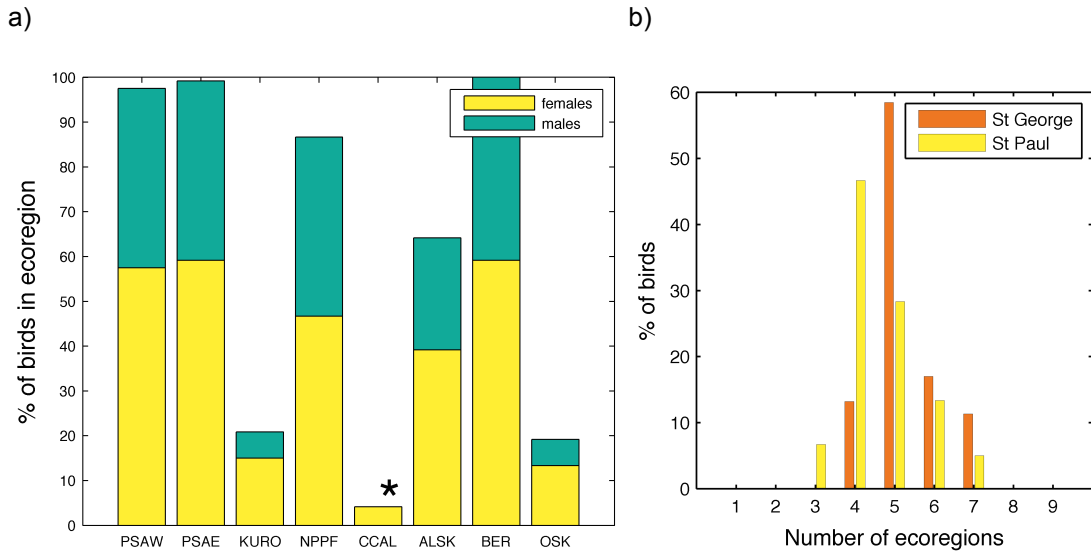 a)
% of birds in ecoregion
100
90
80
70
60
50
40
30
20
10
0
females
males
*
PSAW PSAE KURO NPPF CCAL ALSK BER OSK
b)
% of birds
60
50
40
30
20
10
0
St George
St Paul
1 2 3 4 5 6 7 8 9
Number of ecoregions